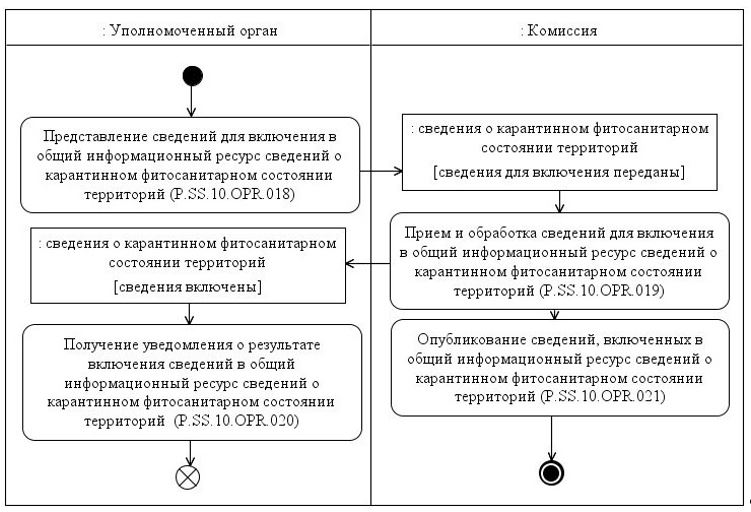 : Уполномоченный орган
: Комиссия
Представление сведений для включения в
общий информационный ресурс сведений о
карантинном фитосанитарном состоянии
территорий (P.SS.10.OPR.018)
: сведения о карантинном фитосанитарном
состоянии территорий
[сведения для включения переданы]
Прием и обработка сведений для включения
в общий информационный ресурс сведений о
карантинном фитосанитарном состоянии
территорий (P.SS.10.OPR.019)
: сведения о карантинном фитосанитарном
состоянии территорий
[сведения включены]
Получение уведомления о результате
включения сведений в общий
информационный ресурс сведений о
карантинном фитосанитарном состоянии
территорий (P.SS.10.OPR.020)
Опубликование сведений, включенных в
общий информационный ресурс сведений о
карантинном фитосанитарном состоянии
территорий (P.SS.10.OPR.021)